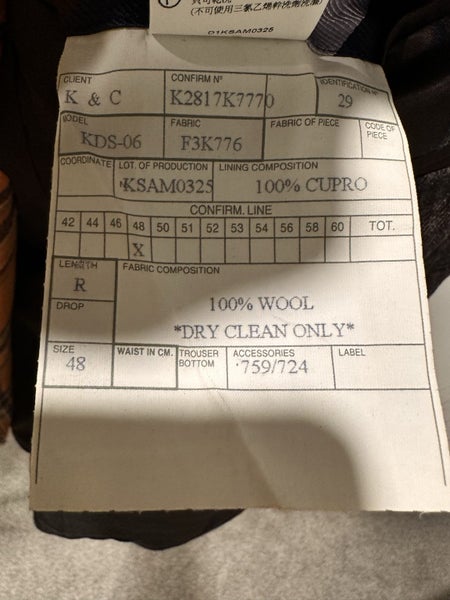 (不可使用三氯乙烯幹洗劑洗滌)
D1KSAM0325
CLIENT CONFIRM Nº IDENTIFICATION Nº
K & C K2817K7770 29
MODEL FABRIC FABRIC OF PIECE CODE OF PIECE
KDS-06 F3K776
COORDINATE LOT. OF PRODUCTION LINING COMPOSITION
KSAM0325 100% CUPRO
CONFIRM. LINE
42 44 46 48 50 51 52 53 54 56 58 60 TOT.
X
LENGTH FABRIC COMPOSITION
R
DROP 100% WOOL
*DRY CLEAN ONLY*
SIZE WAIST IN CM. TROUSER BOTTOM ACCESSORIES LABEL
48 759/724